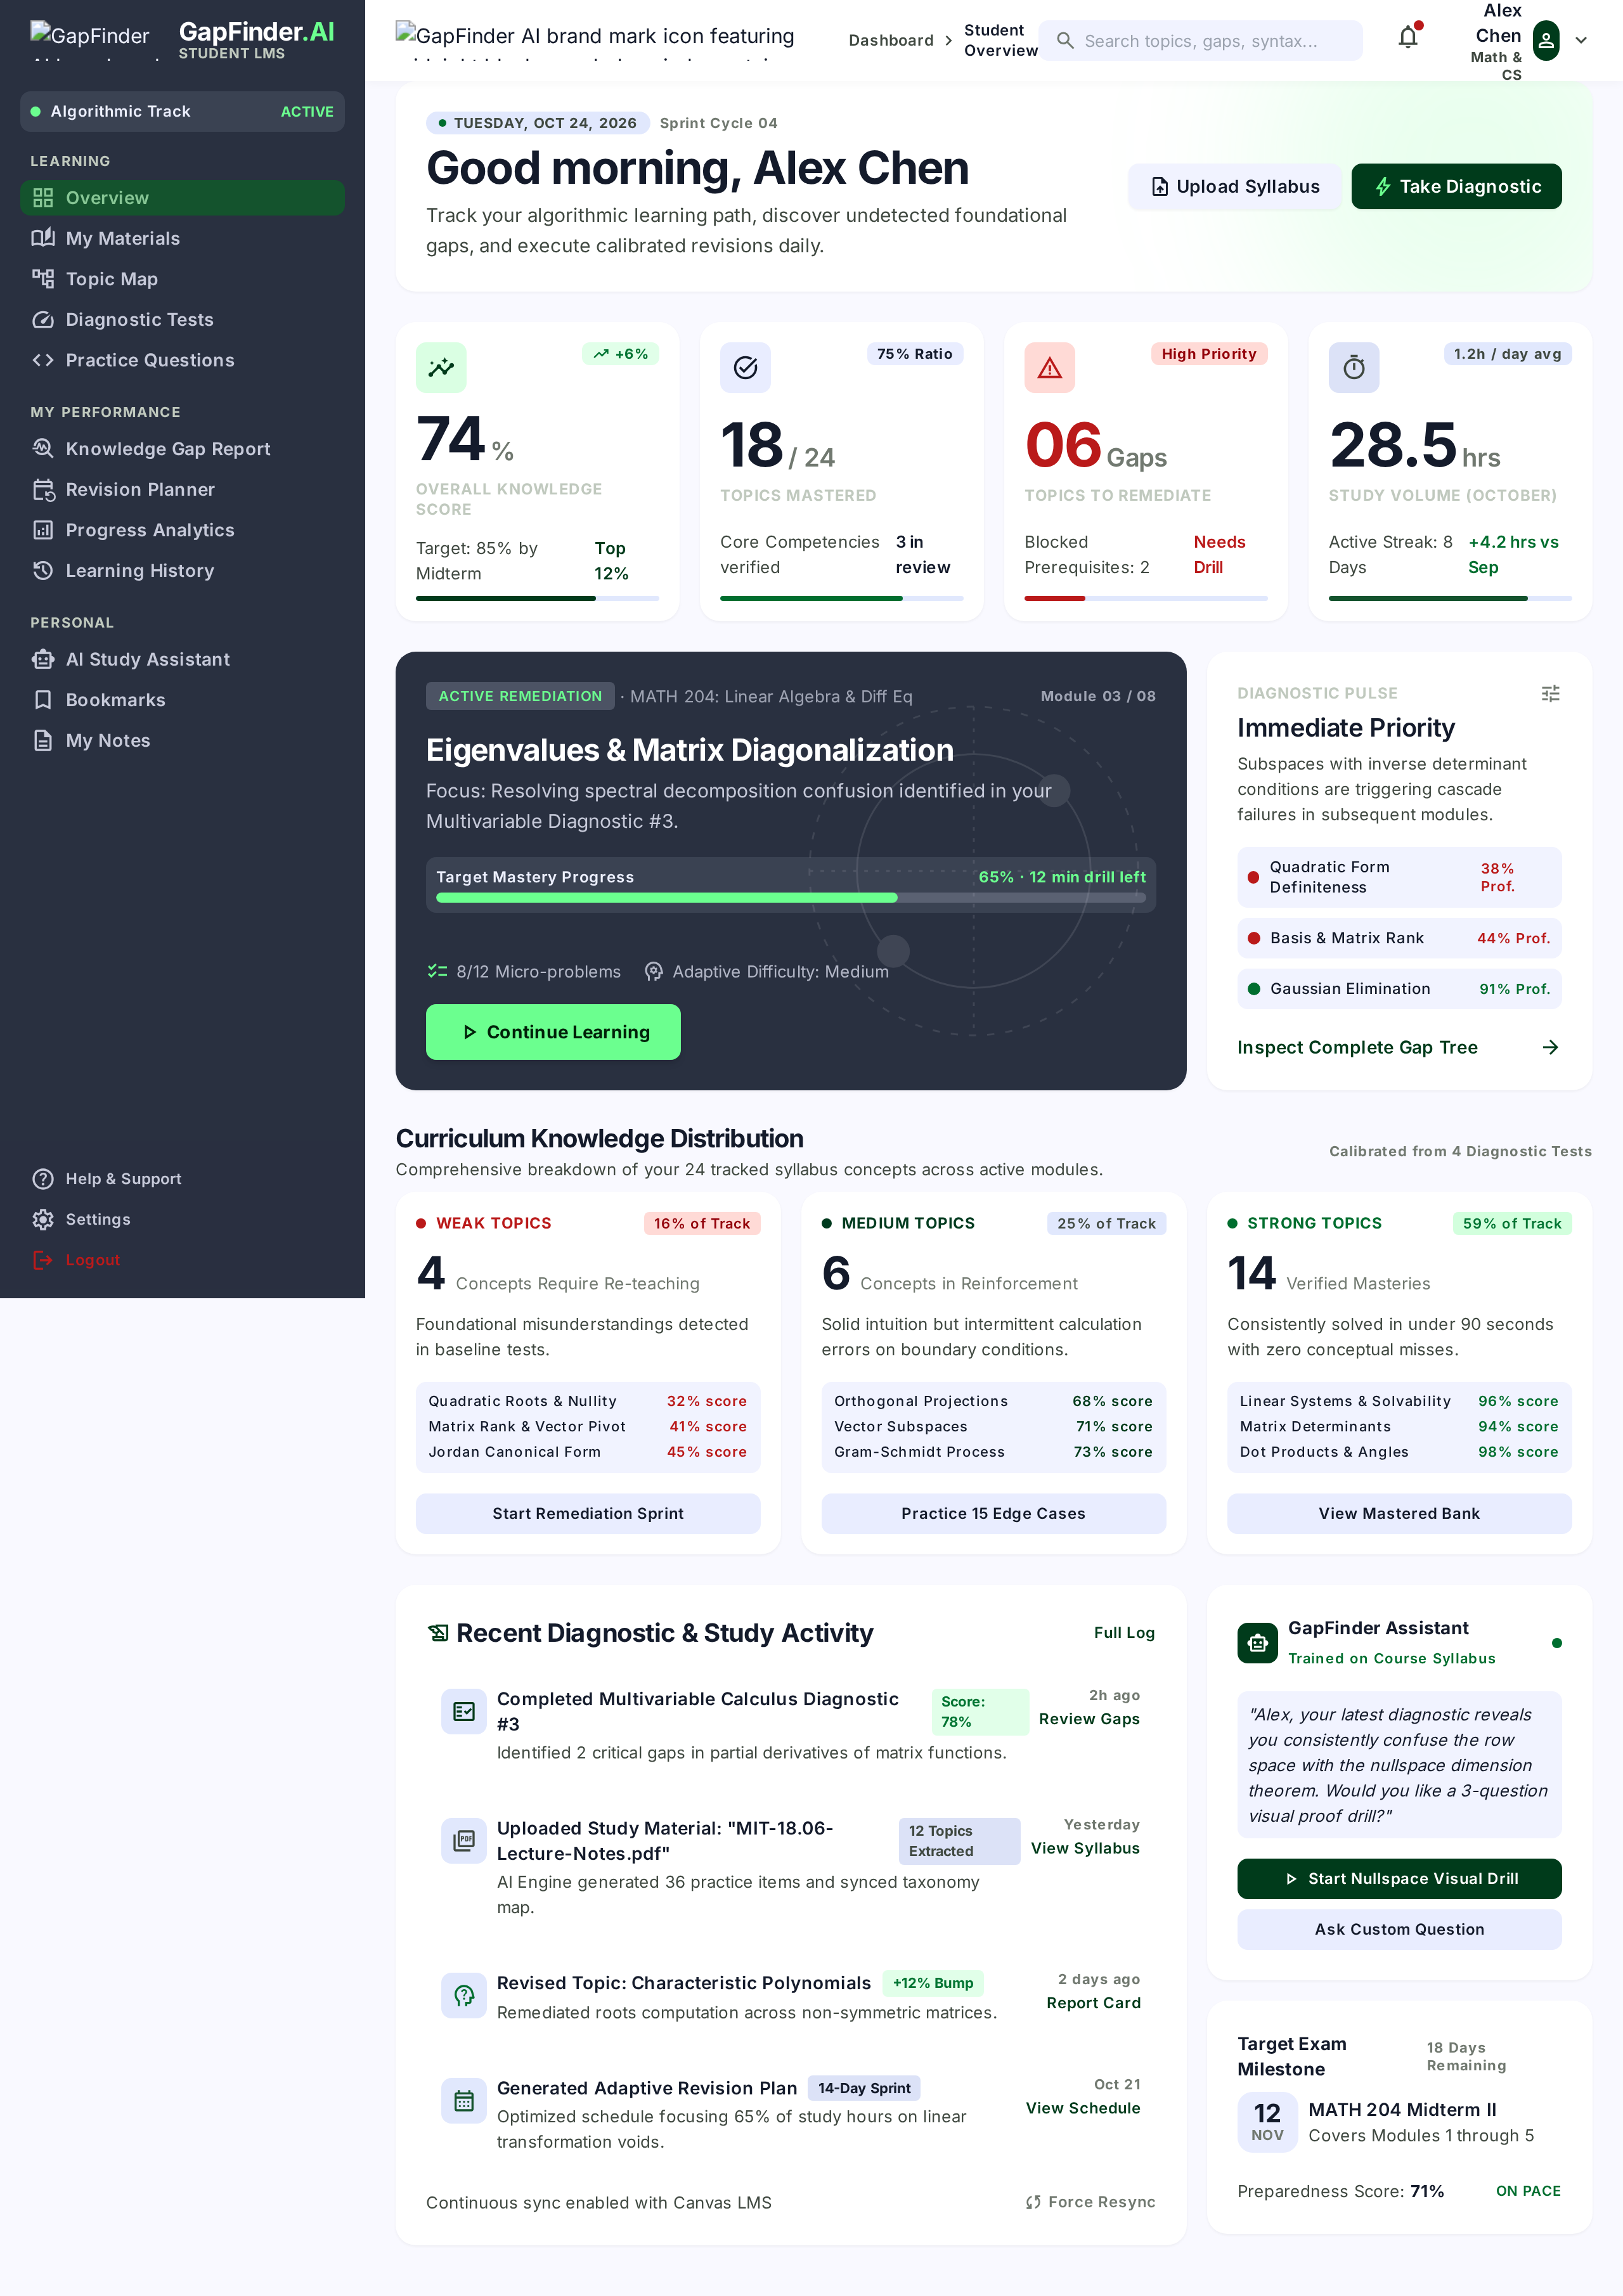 GapFinder
GapFinder.AI
STUDENT LMS
Algorithmic Track
ACTIVE
LEARNING
Overview
My Materials
Topic Map
Diagnostic Tests
Practice Questions
MY PERFORMANCE
Knowledge Gap Report
Revision Planner
Progress Analytics
Learning History
PERSONAL
AI Study Assistant
Bookmarks
My Notes
Help & Support
Settings
Logout
GapFinder AI brand mark icon featuring
Dashboard
Student
Overview
Search topics, gaps, syntax...
Alex
Chen
Math &
CS
TUESDAY, OCT 24, 2026
Sprint Cycle 04
Good morning, Alex Chen
Track your algorithmic learning path, discover undetected foundational
gaps, and execute calibrated revisions daily.
Upload Syllabus
Take Diagnostic
+6%
74 %
OVERALL KNOWLEDGE
SCORE
Target: 85% by
Midterm
Top
12%
75% Ratio
18 / 24
TOPICS MASTERED
Core Competencies
verified
3 in
review
High Priority
06 Gaps
TOPICS TO REMEDIATE
Blocked
Prerequisites: 2
Needs
Drill
1.2h / day avg
28.5 hrs
STUDY VOLUME (OCTOBER)
Active Streak: 8
Days
+4.2 hrs vs
Sep
ACTIVE REMEDIATION
· MATH 204: Linear Algebra & Diff Eq
Module 03 / 08
Eigenvalues & Matrix Diagonalization
Focus: Resolving spectral decomposition confusion identified in your
Multivariable Diagnostic #3.
Target Mastery Progress
65% · 12 min drill left
8/12 Micro-problems
Adaptive Difficulty: Medium
Continue Learning
DIAGNOSTIC PULSE
Immediate Priority
Subspaces with inverse determinant
conditions are triggering cascade
failures in subsequent modules.
Quadratic Form
Definiteness
38%
Prof.
Basis & Matrix Rank
44% Prof.
Gaussian Elimination
91% Prof.
Inspect Complete Gap Tree
Curriculum Knowledge Distribution
Comprehensive breakdown of your 24 tracked syllabus concepts across active modules.
Calibrated from 4 Diagnostic Tests
WEAK TOPICS
16% of Track
4 Concepts Require Re-teaching
Foundational misunderstandings detected
in baseline tests.
Quadratic Roots & Nullity
32% score
Matrix Rank & Vector Pivot
41% score
Jordan Canonical Form
45% score
Start Remediation Sprint
MEDIUM TOPICS
25% of Track
6 Concepts in Reinforcement
Solid intuition but intermittent calculation
errors on boundary conditions.
Orthogonal Projections
68% score
Vector Subspaces
71% score
Gram-Schmidt Process
73% score
Practice 15 Edge Cases
STRONG TOPICS
59% of Track
14 Verified Masteries
Consistently solved in under 90 seconds
with zero conceptual misses.
Linear Systems & Solvability
96% score
Matrix Determinants
94% score
Dot Products & Angles
98% score
View Mastered Bank
Recent Diagnostic & Study Activity
Full Log
Completed Multivariable Calculus Diagnostic
#3
Score:
78%
Identified 2 critical gaps in partial derivatives of matrix functions.
2h ago
Review Gaps
PDF
Uploaded Study Material: "MIT-18.06-
Lecture-Notes.pdf"
12 Topics
Extracted
AI Engine generated 36 practice items and synced taxonomy
map.
Yesterday
View Syllabus
Revised Topic: Characteristic Polynomials
+12% Bump
Remediated roots computation across non-symmetric matrices.
2 days ago
Report Card
Generated Adaptive Revision Plan
14-Day Sprint
Optimized schedule focusing 65% of study hours on linear
transformation voids.
Oct 21
View Schedule
Continuous sync enabled with Canvas LMS
Force Resync
GapFinder Assistant
Trained on Course Syllabus
"Alex, your latest diagnostic reveals
you consistently confuse the row
space with the nullspace dimension
theorem. Would you like a 3-question
visual proof drill?"
Start Nullspace Visual Drill
Ask Custom Question
Target Exam
Milestone
18 Days
Remaining
12
NOV
MATH 204 Midterm II
Covers Modules 1 through 5
Preparedness Score: 71%
ON PACE